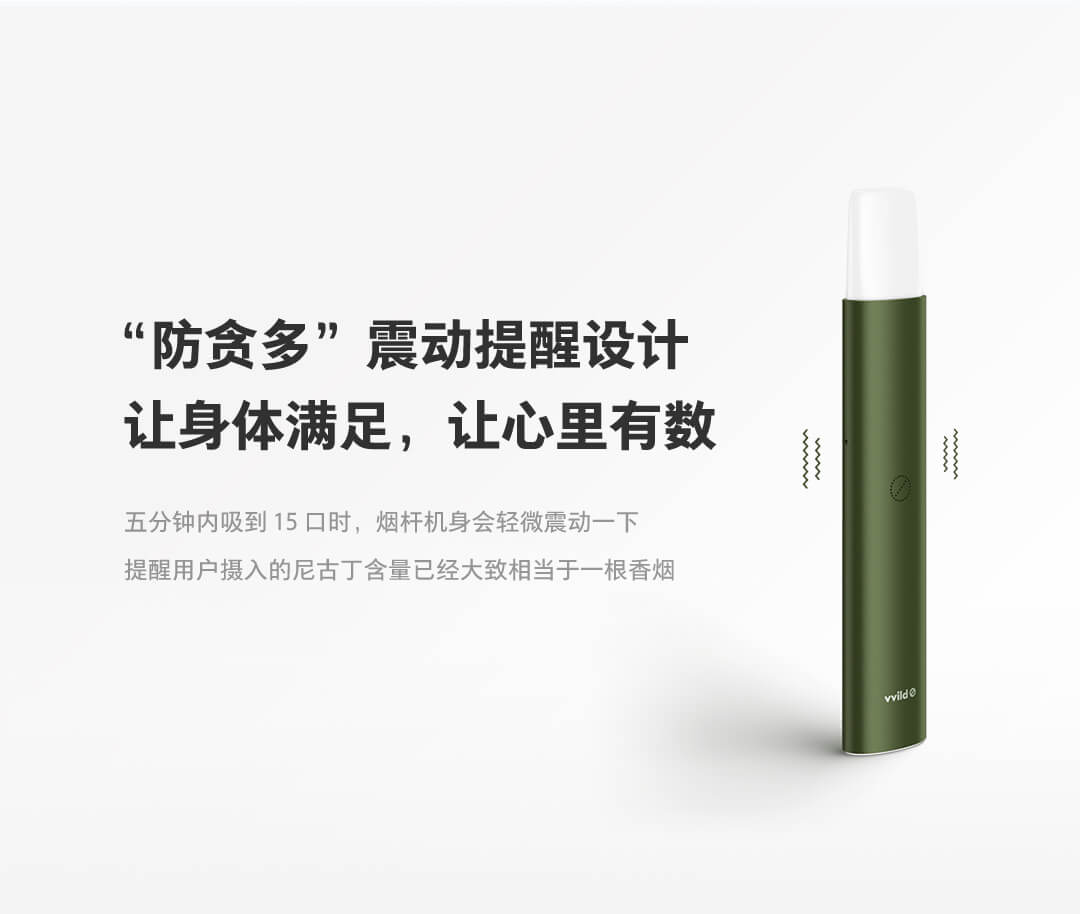 “防贪多”震动提醒设计
让身体满足，让心里有数
五分钟内吸到 15 口时，烟杆机身会轻微震动一下
提醒用户摄入的尼古丁含量已经大致相当于一根香烟
vvild